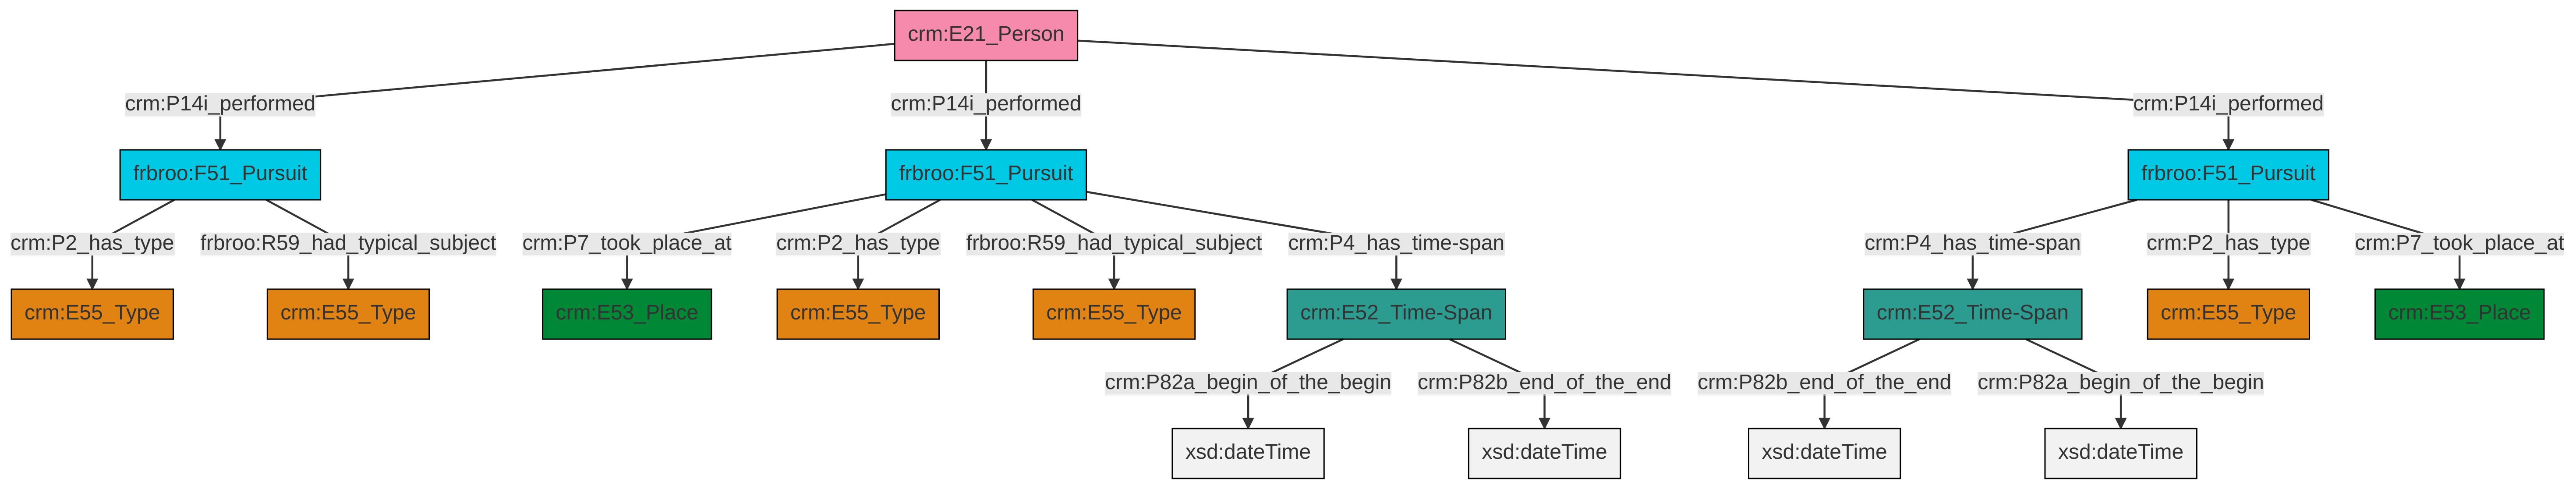 crm:E21_Person
crm:P14i_performed
crm:P14i_performed
crm:P14i_performed
frbroo:F51_Pursuit
frbroo:F51_Pursuit
frbroo:F51_Pursuit
crm:P2_has_type
frbroo:R59_had_typical_subject
crm:P7_took_place_at
crm:P2_has_type
frbroo:R59_had_typical_subject
crm:P4_has_time-span
crm:P4_has_time-span
crm:P2_has_type
crm:P7_took_place_at
crm:E55_Type
crm:E55_Type
crm:E53_Place
crm:E55_Type
crm:E55_Type
crm:E52_Time-Span
crm:E52_Time-Span
crm:E55_Type
crm:E53_Place
crm:P82a_begin_of_the_begin
crm:P82b_end_of_the_end
crm:P82b_end_of_the_end
crm:P82a_begin_of_the_begin
xsd:dateTime
xsd:dateTime
xsd:dateTime
xsd:dateTime